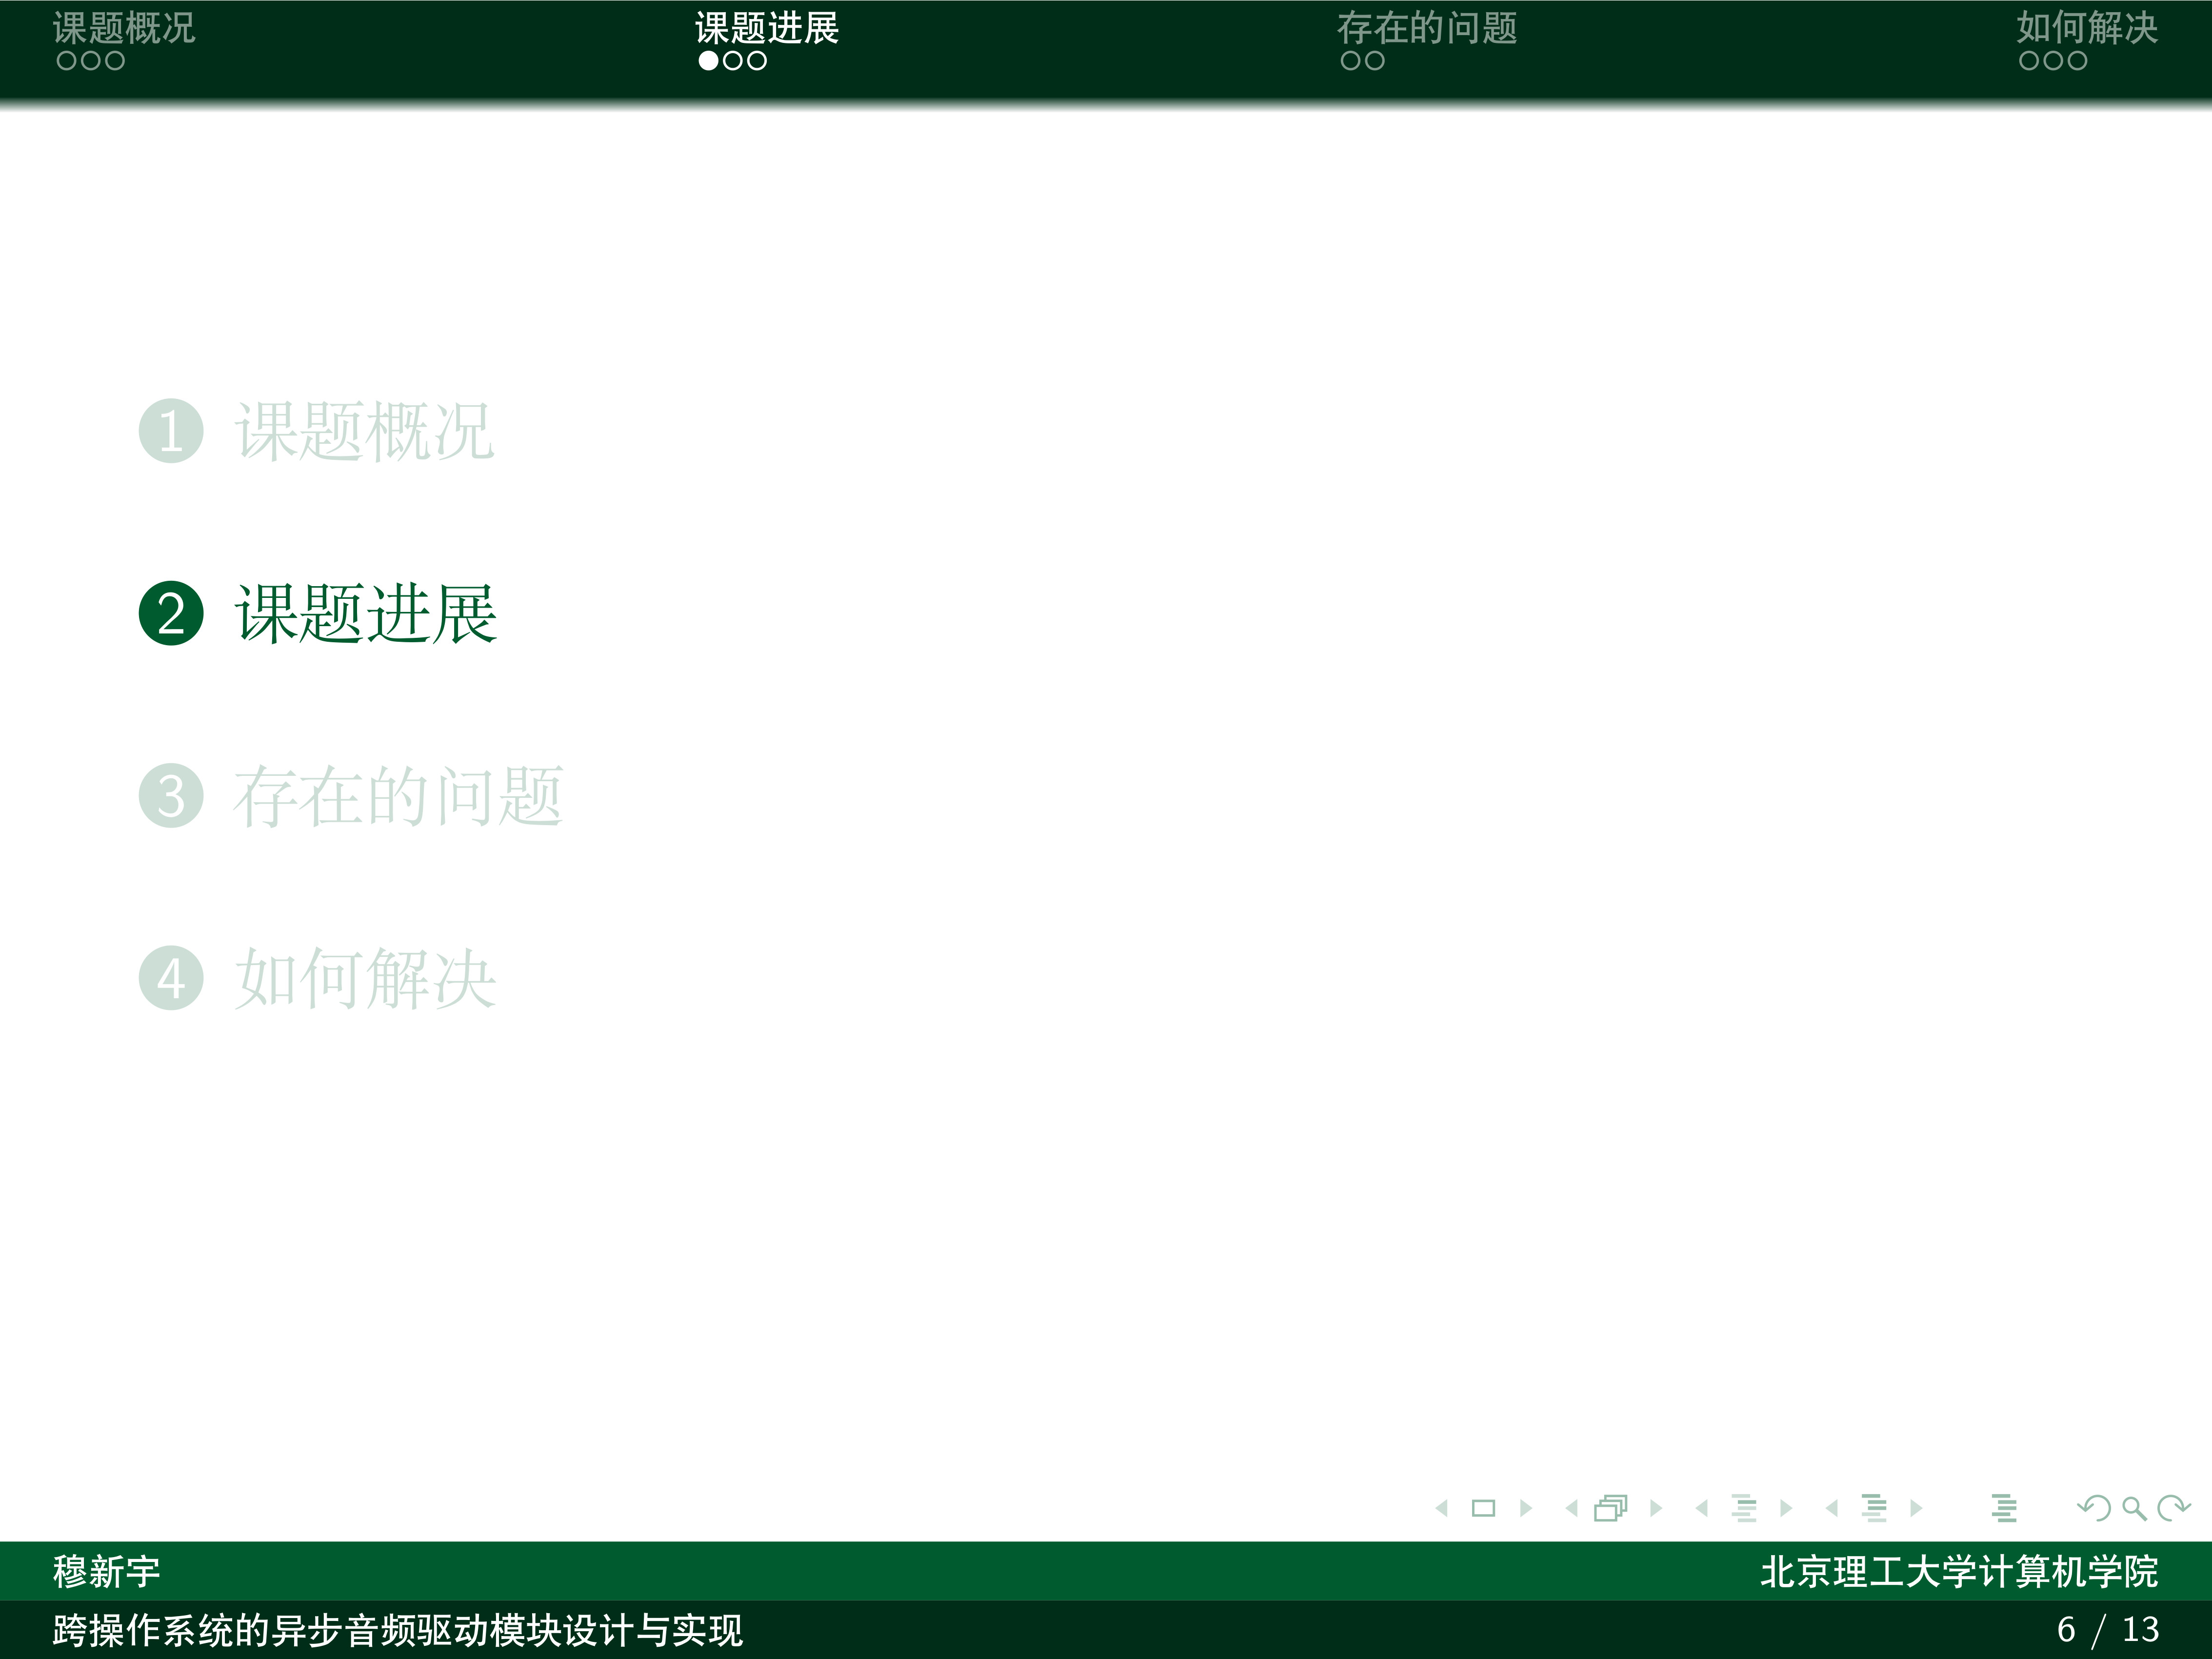 课题概况 课题进展 存在的问题 如何解决
1 课题概况
2 课题进展
3 存在的问题
4 如何解决
穆新宇 北京理工大学计算机学院
跨操作系统的异步音频驱动模块设计与实现 6 / 13